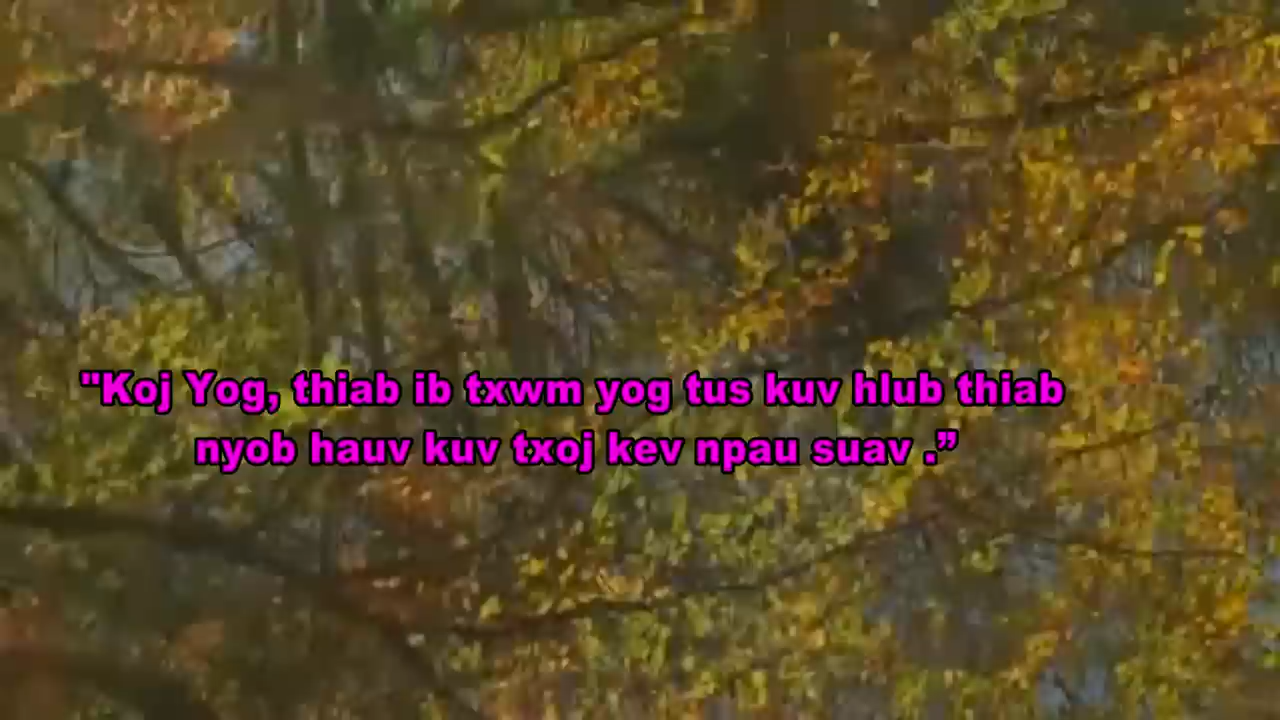 "Koj Yog, thiab ib txwm yog tus kuv hlub thiab
nyob hauv kuv txoj kev npau suav .”